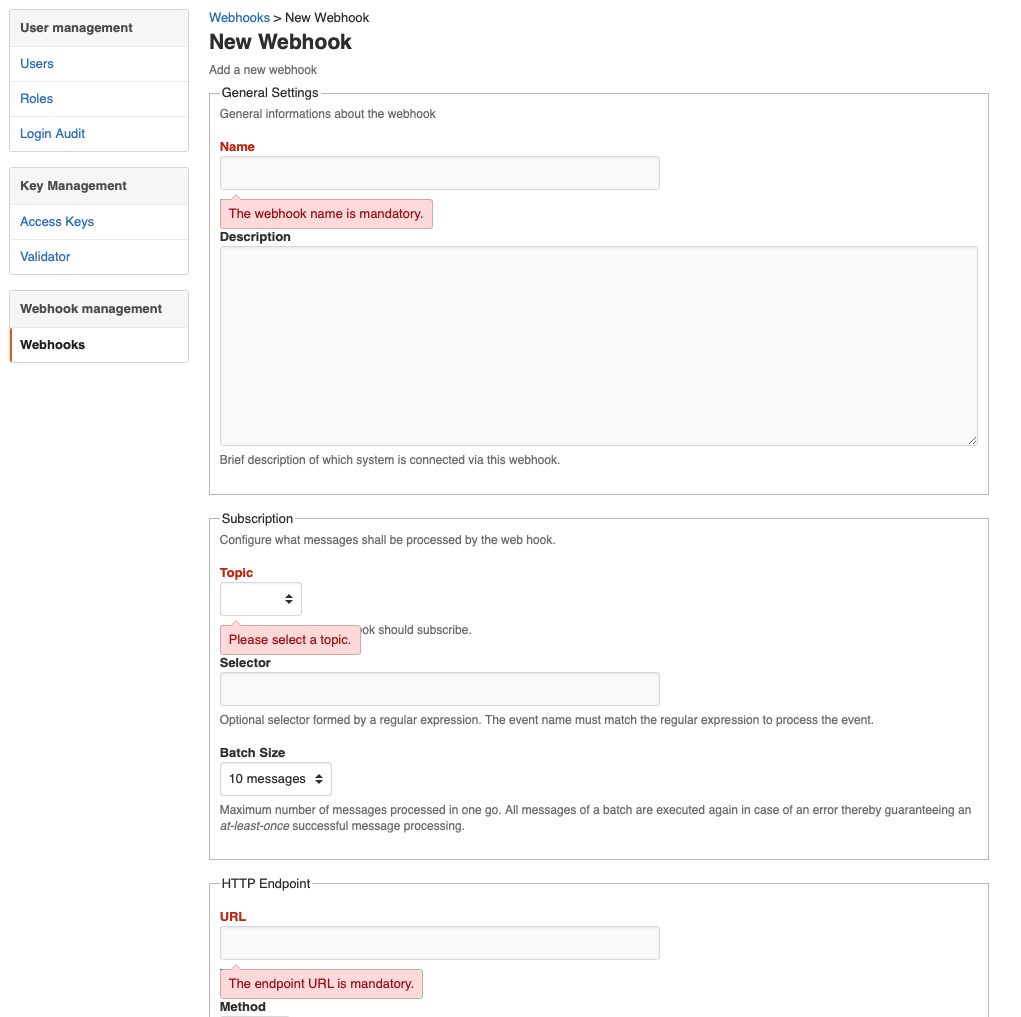 User management
Users
Roles
Login Audit
Key Management
Access Keys
Validator
Webhook management
Webhooks
Webhooks > New Webhook
New Webhook
Add a new webhook
General Settings
General informations about the webhook
Name
The webhook name is mandatory.
Description
Brief description of which system is connected via this webhook.
Subscription
Configure what messages shall be processed by the web hook.
Topic
ok should subscribe.
Please select a topic.
Selector
Optional selector formed by a regular expression. The event name must match the regular expression to process the event.
Batch Size
10 messages
Maximum number of messages processed in one go. All messages of a batch are executed again in case of an error thereby guaranteeing an
at-least-once successful message processing.
HTTP Endpoint
URL
The endpoint URL is mandatory.
Method